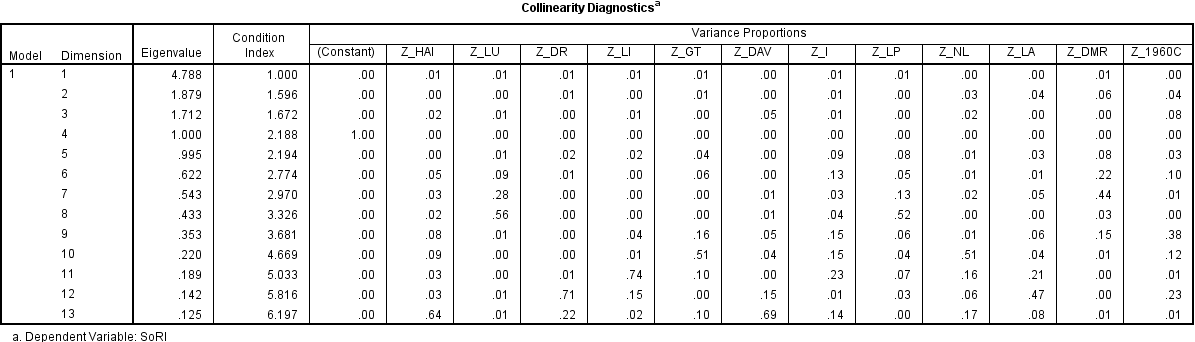 Collinearity Diagnosticsa
Variance Proportions
Model Dimension Eigenvalue Condition Index (Constant) Z_HAI Z_LU Z_DR Z_LI Z_GT Z_DAV Z_I Z_LP Z_NL Z_LA Z_DMR Z_1960C
1 1 4.788 1.000 .00 .01 .01 .01 .01 .01 .00 .01 .01 .00 .00 .01 .00
2 1.879 1.596 .00 .00 .00 .01 .00 .01 .00 .01 .00 .03 .04 .06 .04
3 1.712 1.672 .00 .02 .01 .00 .01 .00 .05 .01 .00 .02 .00 .00 .08
4 1.000 2.188 1.00 .00 .00 .00 .00 .00 .00 .00 .00 .00 .00 .00 .00
5 .995 2.194 .00 .00 .01 .02 .02 .04 .00 .09 .08 .01 .03 .08 .03
6 .622 2.774 .00 .05 .09 .01 .00 .06 .00 .13 .05 .01 .01 .22 .10
7 .543 2.970 .00 .03 .28 .00 .00 .00 .01 .03 .13 .02 .05 .44 .01
8 .433 3.326 .00 .02 .56 .00 .00 .00 .01 .04 .52 .00 .00 .03 .00
9 .353 3.681 .00 .08 .01 .00 .04 .16 .05 .15 .06 .01 .06 .15 .38
10 .220 4.669 .00 .09 .00 .00 .01 .51 .04 .15 .04 .51 .04 .01 .12
11 .189 5.033 .00 .03 .00 .01 .74 .10 .00 .23 .07 .16 .21 .00 .01
12 .142 5.816 .00 .03 .01 .71 .15 .00 .15 .01 .03 .06 .47 .00 .23
13 .125 6.197 .00 .64 .01 .22 .02 .10 .69 .14 .00 .17 .08 .01 .01
a. Dependent Variable: SoRI